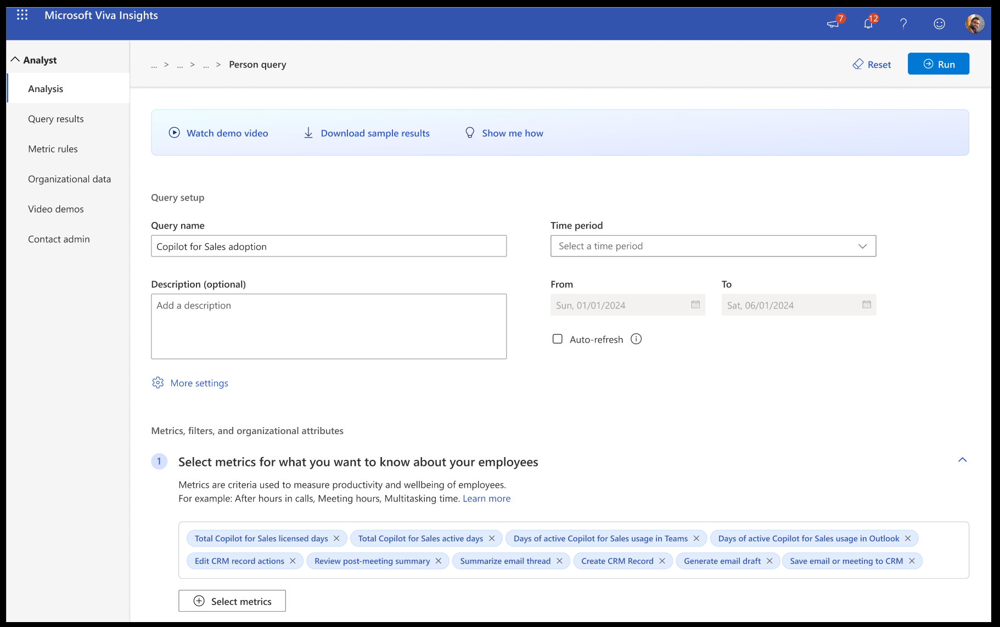 Microsoft Viva Insights
7
12
Analyst
Analysis
Query results
Metric rules
Organizational data
Video demos
Contact admin
... > ... > ... > Person query
Reset
Run
Watch demo video
Download sample results
Show me how
Query setup
Query name
Copilot for Sales adoption
Time period
Select a time period
Description (optional)
Add a description
From
Sun, 01/01/2024
To
Sat, 06/01/2024
Auto-refresh
More settings
Metrics, filters, and organizational attributes
1
Select metrics for what you want to know about your employees
Metrics are criteria used to measure productivity and wellbeing of employees.
For example: After hours in calls, Meeting hours, Multitasking time. Learn more
Total Copilot for Sales licensed days
Total Copilot for Sales active days
Days of active Copilot for Sales usage in Teams
Days of active Copilot for Sales usage in Outlook
Edit CRM record actions
Review post-meeting summary
Summarize email thread
Create CRM Record
Generate email draft
Save email or meeting to CRM
Select metrics